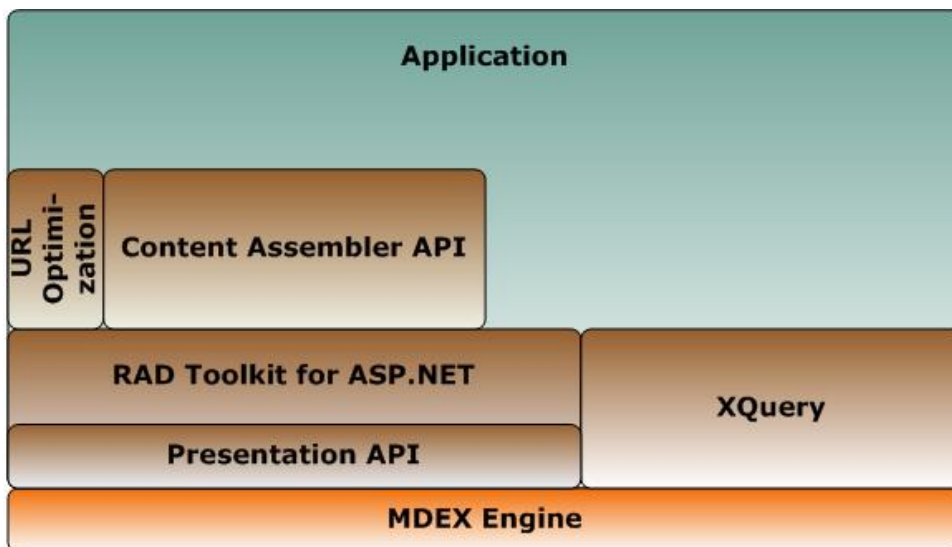 Application
URL
Optimi-
zation
Content Assembler API
RAD Toolkit for ASP.NET
XQuery
Presentation API
MDEX Engine